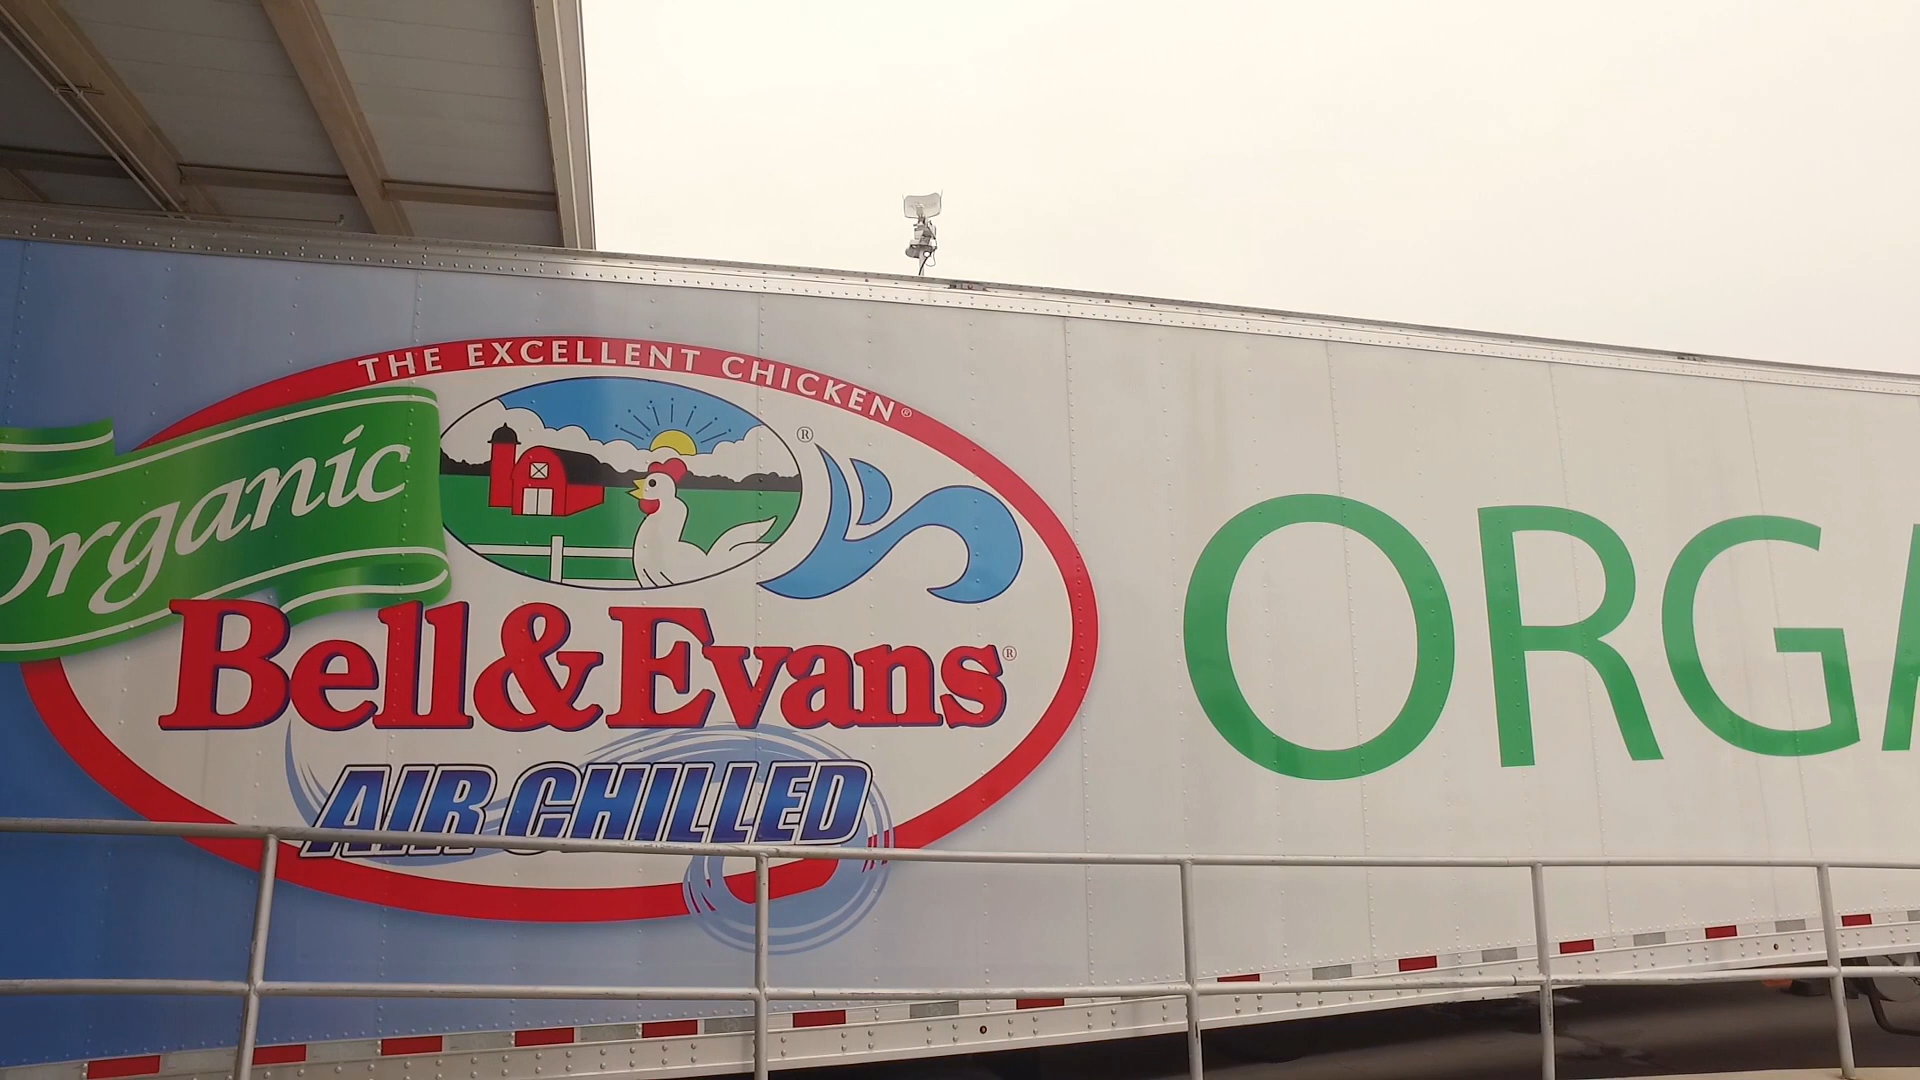 THE EXCELLENT CHICKEN®
Organic
®
Bell&Evans®
AIR CHILLED
ORGA